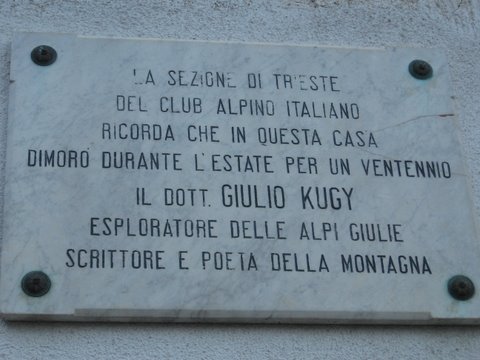 LA SEZIONE DI TRIESTE
DEL CLUB ALPINO ITALIANO
RICORDA CHE IN QUESTA CASA
DIMORÒ DURANTE L'ESTATE PER UN VENTENNIO
IL DOTT. GIULIO KUGY
ESPLORATORE DELLE ALPI GIULIE
SCRITTORE E POETA DELLA MONTAGNA